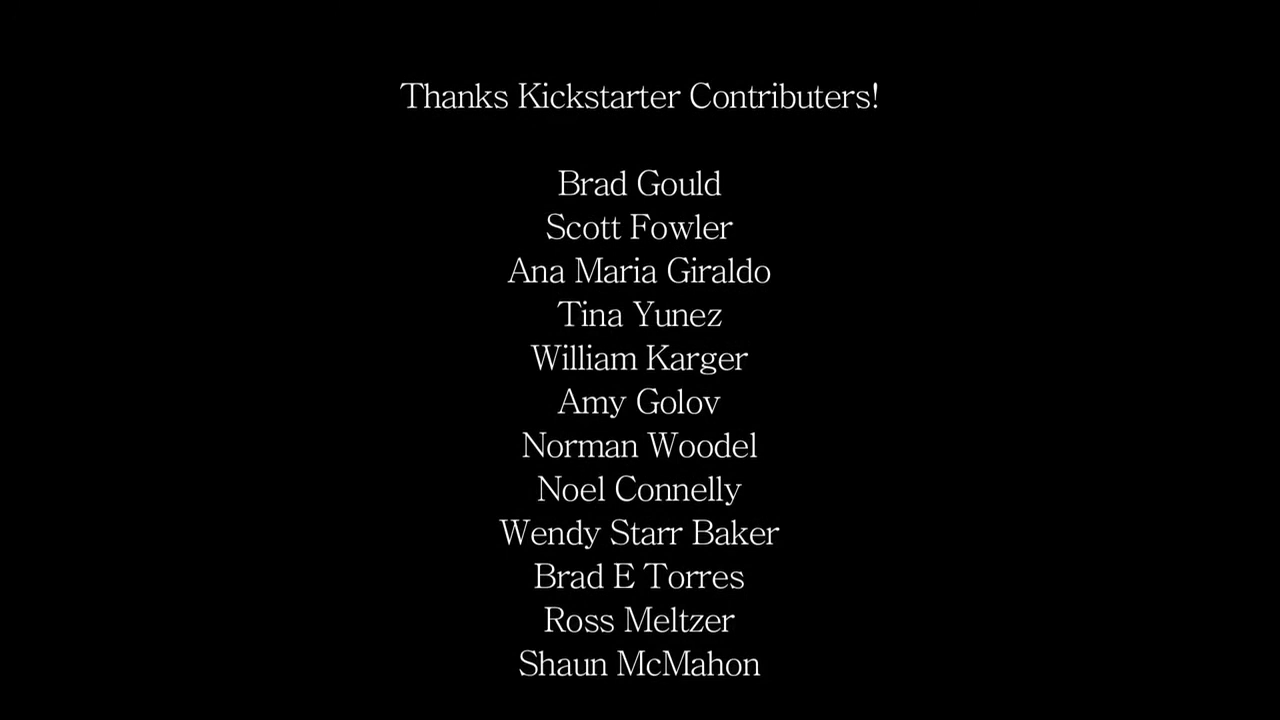 Thanks Kickstarter Contributers!
Brad Gould
Scott Fowler
Ana Maria Giraldo
Tina Yunez
William Karger
Amy Golov
Norman Woodel
Noel Connelly
Wendy Starr Baker
Brad E Torres
Ross Meltzer
Shaun McMahon